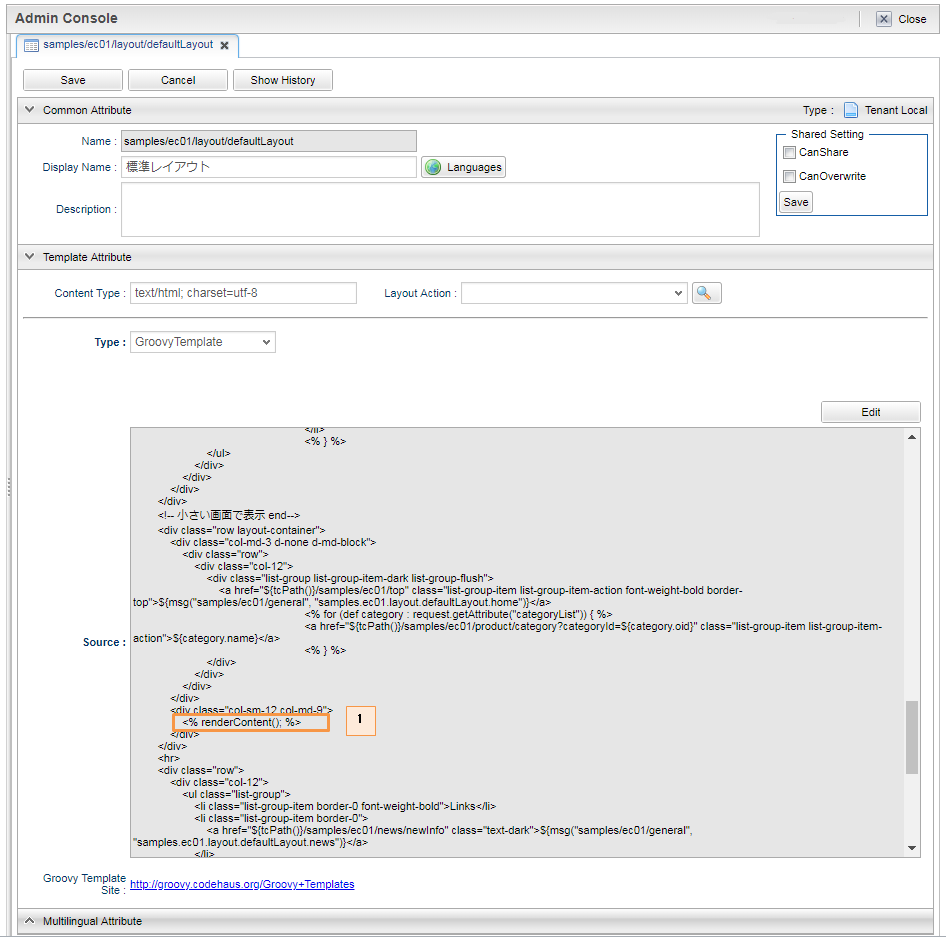 Admin Console
Close
samples/ec01/layout/defaultLayout
Save
Cancel
Show History
Common Attribute
Type :
Tenant Local
Name :
samples/ec01/layout/defaultLayout
Shared Setting
CanShare
Display Name :
標準レイアウト
Languages
CanOverwrite
Save
Description :
Template Attribute
Content Type :
text/html; charset=utf-8
Layout Action :
Type :
GroovyTemplate
Edit
Source :
</li>
<% } %>
</ul>
</div>
</div>
</div>
</div>
<!-- 小さい画面で表示 end-->
<div class="row layout-container">
<div class="col-md-3 d-none d-md-block">
<div class="row">
<div class="col-12">
<div class="list-group list-group-item-dark list-group-flush">
<a href="${tcPath()}/samples/ec01/top" class="list-group-item list-group-item-action font-weight-bold border-
top">${msg("samples/ec01/general", "samples.ec01.layout.defaultLayout.home")}</a>
<% for (def category : request.getAttribute("categoryList")) { %>
<a href="${tcPath()}/samples/ec01/product/category?categoryId=${category.oid}" class="list-group-item list-group-item-
action">${category.name}</a>
<% } %>
</div>
</div>
</div>
</div>
<div class="col-sm-12 col-md-9">
<% renderContent(); %>
1
</div>
</div>
<hr>
<div class="row">
<div class="col-12">
<ul class="list-group">
<li class="list-group-item border-0 font-weight-bold">Links</li>
<li class="list-group-item border-0">
<a href="${tcPath()}/samples/ec01/news/newInfo" class="text-dark">${msg("samples/ec01/general",
"samples.ec01.layout.defaultLayout.news")}</a>
</li>
Groovy Template
Site :
http://groovy.codehaus.org/Groovy+Templates
Multilingual Attribute